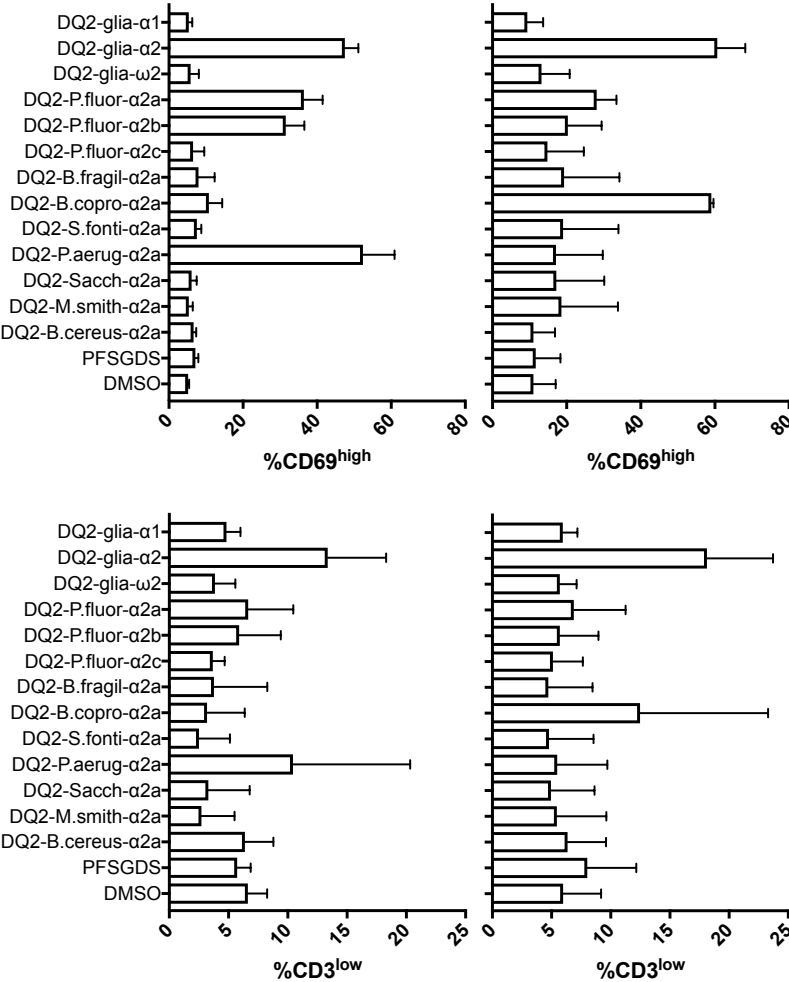 DQ2-glia-α1
DQ2-glia-α2
DQ2-glia-ω2
DQ2-P.fluor-α2a
DQ2-P.fluor-α2b
DQ2-P.fluor-α2c
DQ2-B.fragil-α2a
DQ2-B.copro-α2a
DQ2-S.fonti-α2a
DQ2-P.aerug-α2a
DQ2-Sacch-α2a
DQ2-M.smith-α2a
DQ2-B.cereus-α2a
PFSGDS
DMSO
0 20 40 60 80
%CD69high
0 20 40 60 80
%CD69high
DQ2-glia-α1
DQ2-glia-α2
DQ2-glia-ω2
DQ2-P.fluor-α2a
DQ2-P.fluor-α2b
DQ2-P.fluor-α2c
DQ2-B.fragil-α2a
DQ2-B.copro-α2a
DQ2-S.fonti-α2a
DQ2-P.aerug-α2a
DQ2-Sacch-α2a
DQ2-M.smith-α2a
DQ2-B.cereus-α2a
PFSGDS
DMSO
0 5 10 15 20 25
%CD3low
0 5 10 15 20 25
%CD3low